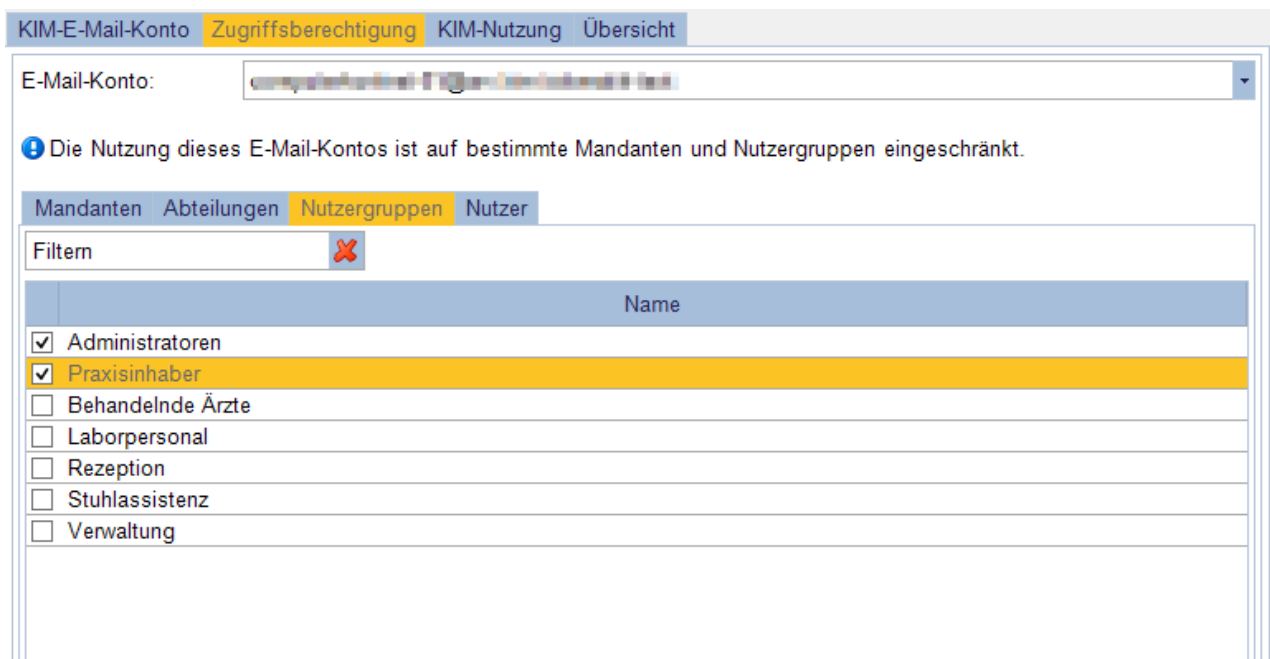 KIM-E-Mail-Konto Zugriffsberechtigung KIM-Nutzung Übersicht
E-Mail-Konto:
Die Nutzung dieses E-Mail-Kontos ist auf bestimmte Mandanten und Nutzergruppen eingeschränkt.
Mandanten Abteilungen Nutzergruppen Nutzer
Filtern
Name
Administratoren
Praxisinhaber
Behandelnde Ärzte
Laborpersonal
Rezeption
Stuhlassistenz
Verwaltung